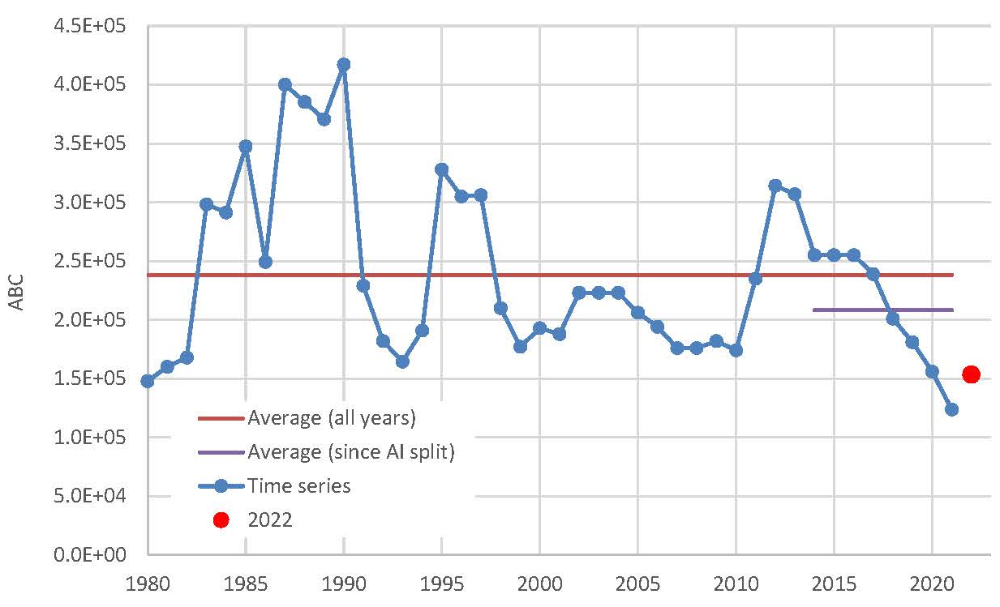 4.5E+05
4.0E+05
3.5E+05
3.0E+05
2.5E+05
2.0E+05
1.5E+05
1.0E+05
5.0E+04
0.0E+00
ABC
Average (all years)
Average (since AI split)
Time series
2022
1980 1985 1990 1995 2000 2005 2010 2015 2020